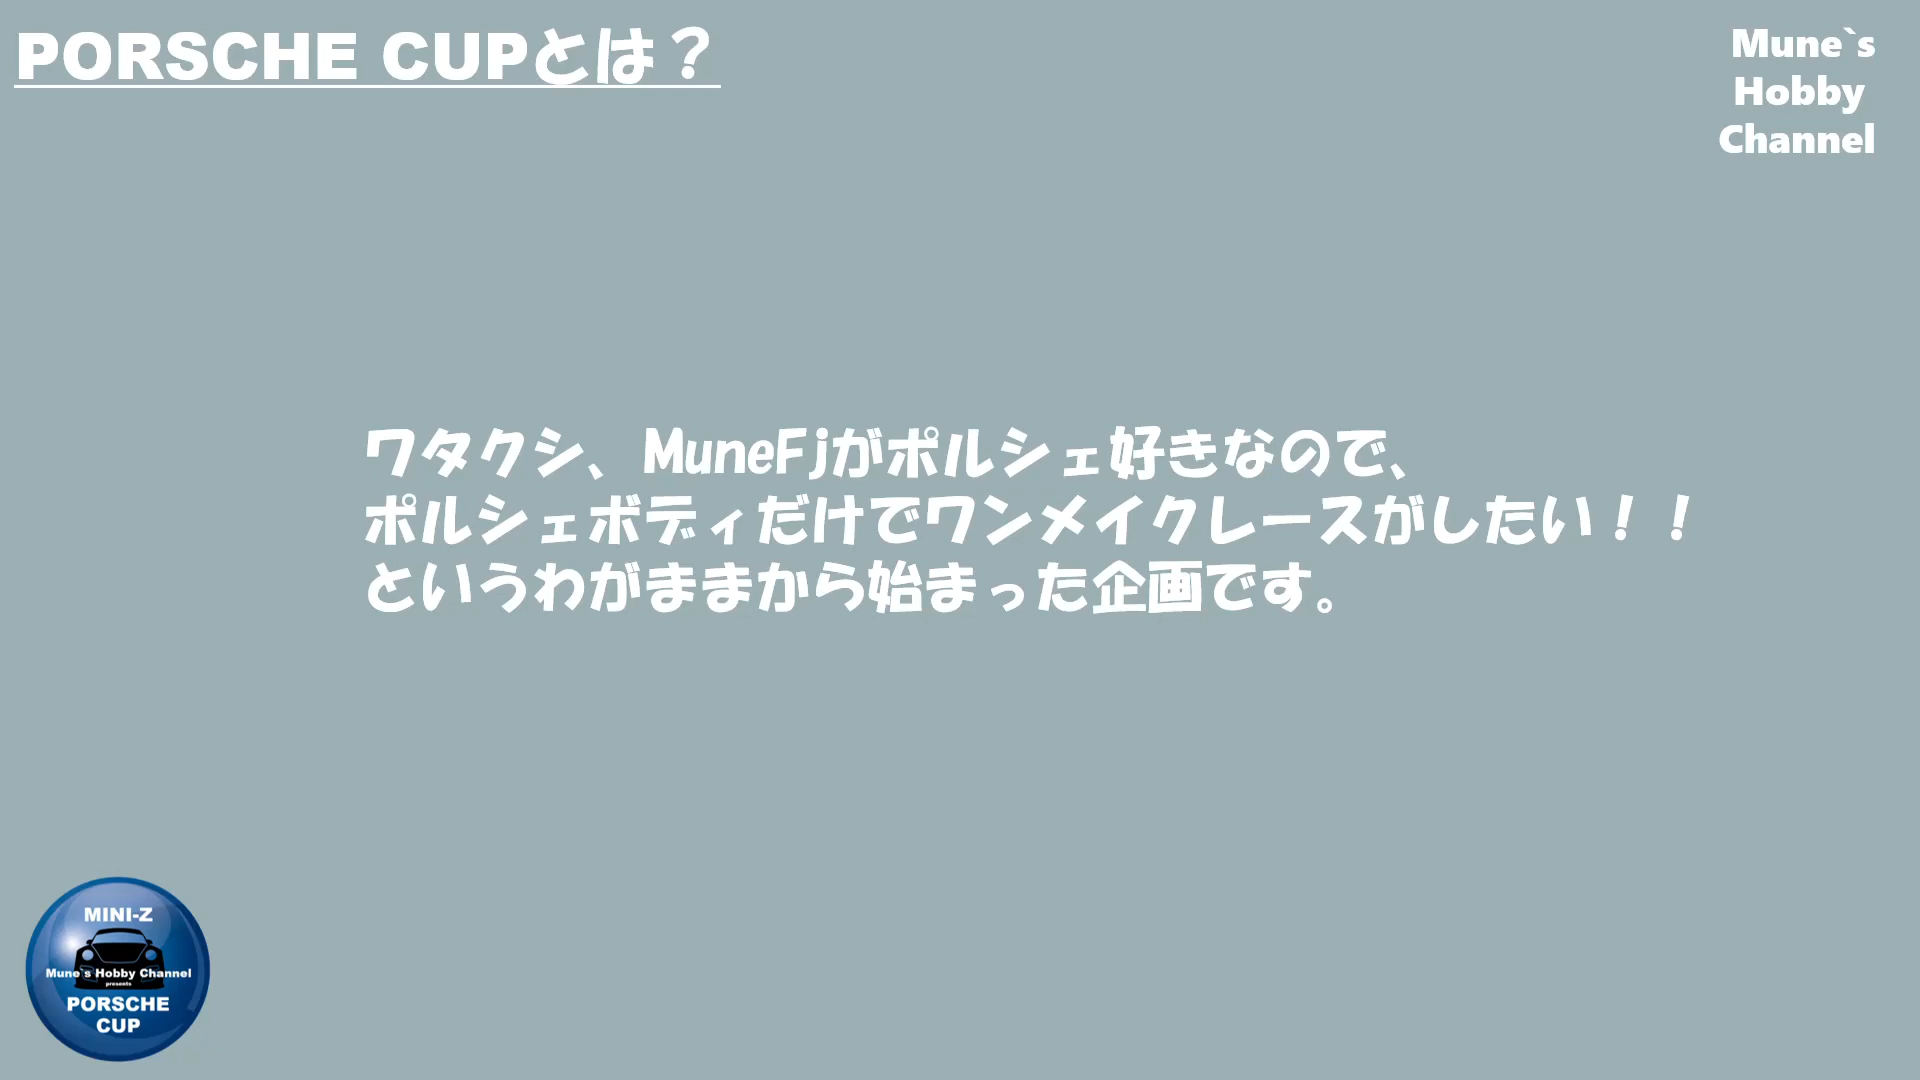 PORSCHE CUPとは？
Mune`s
Hobby
Channel
ワタクシ、MuneFjがポルシェ好きなので、
ポルシェボディだけでワンメイクレースがしたい！！
というわがままから始まった企画です。
MINI-Z
Mune`s Hobby Channel
presents
PORSCHE
CUP